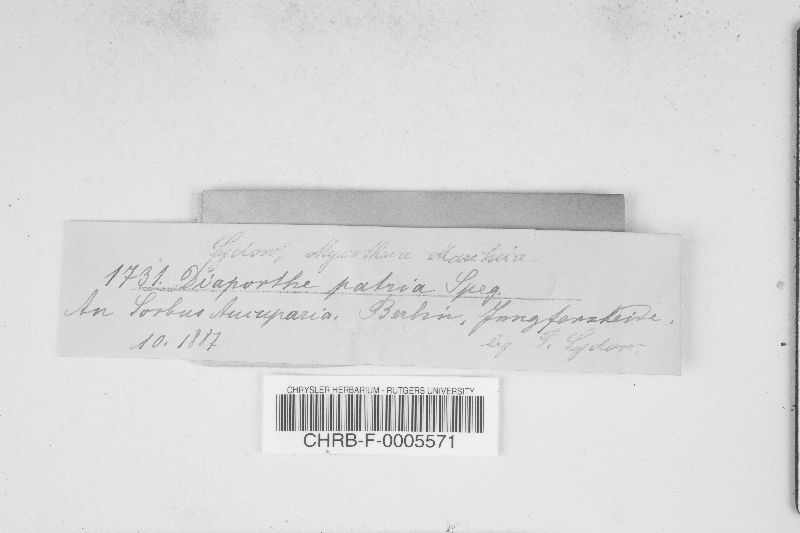 Sydow, Mycotheca Marchica.
1731. Diaporthe patria Speg.
An Sorbus Aucuparia. Berlin, Jungfernheide.
10. 1887
leg. P. Sydow.
CHRYSLER HERBARIUM - RUTGERS UNIVERSITY
CHRB-F-0005571